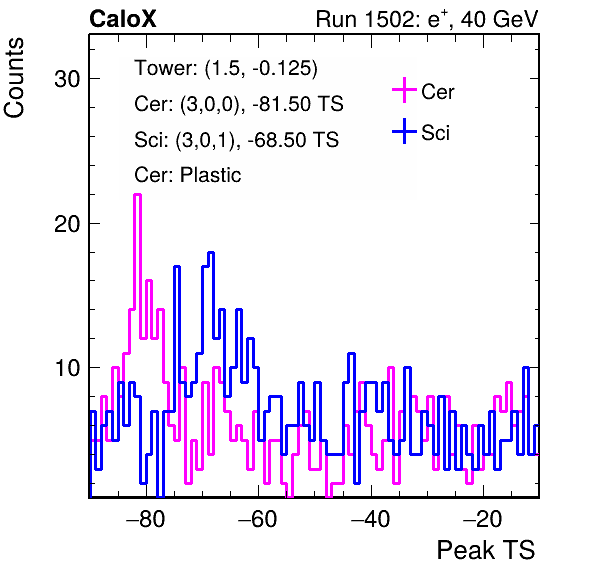 CaloX Run 1502: e⁺, 40 GeV
Counts
Tower: (1.5, -0.125)
Cer: (3,0,0), -81.50 TS
Sci: (3,0,1), -68.50 TS
Cer: Plastic
Cer
Sci
30
20
10
−80 −60 −40 −20
Peak TS